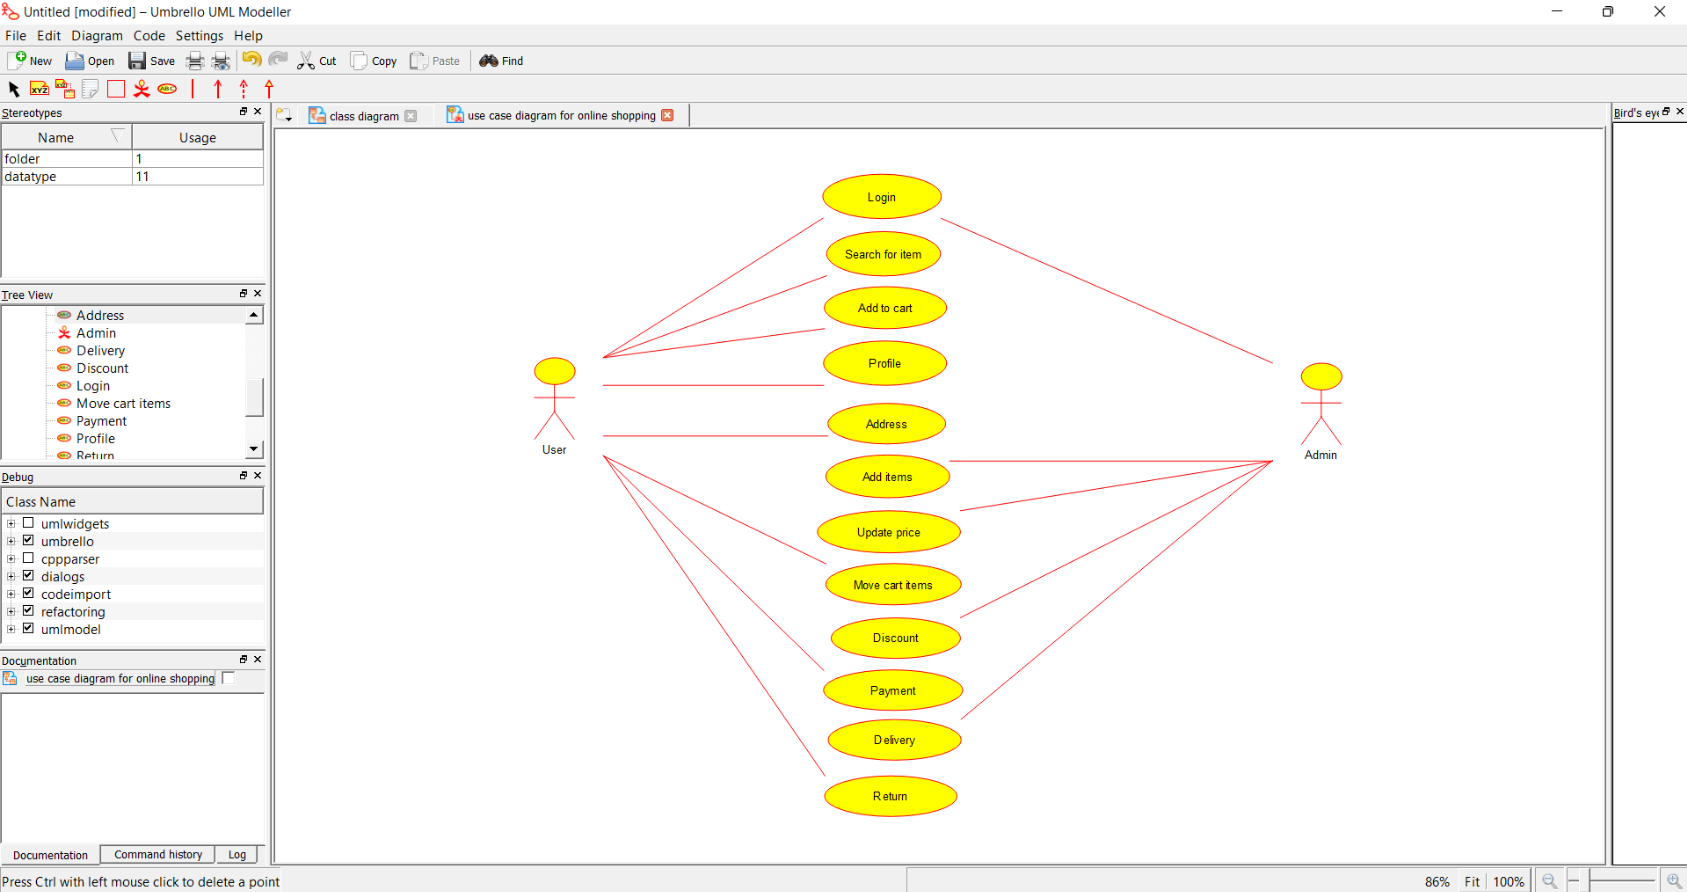 Untitled [modified] – Umbrello UML Modeller
File Edit Diagram Code Settings Help
New Open Save Cut Copy Paste Find
XYZ XYZ ABC
Stereotypes
Name Usage
folder 1
datatype 11
Tree View
Address
Admin
Delivery
Discount
Login
Move cart items
Payment
Profile
Return
Debug
Class Name
umlwidgets
umbrello
cppparser
dialogs
codeimport
refactoring
umlmodel
Documentation
use case diagram for online shopping
Documentation Command history Log
class diagram use case diagram for online shopping
Login
Search for item
Add to cart
Profile
Address
Add items
Update price
Move cart items
Discount
Payment
Delivery
Return
User
Admin
Bird's eye
Press Ctrl with left mouse click to delete a point
86% Fit 100%